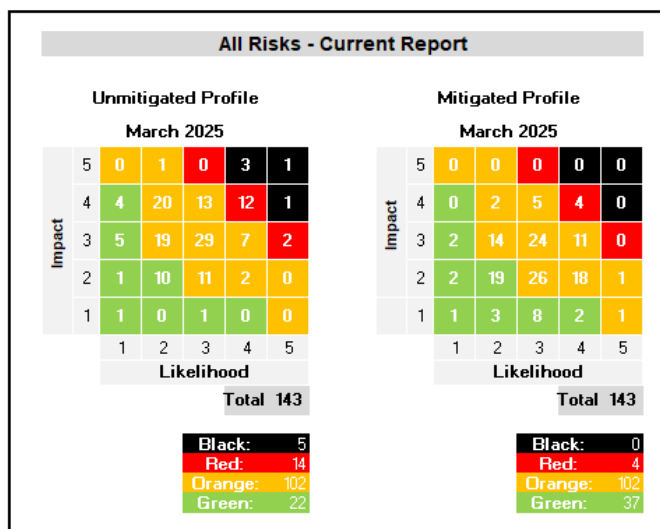 All Risks - Current Report
Unmitigated Profile Mitigated Profile
March 2025 March 2025
5 0 1 0 3 1 5 0 0 0 0 0
4 4 20 13 12 1 4 0 2 5 4 0
Impact 3 5 19 29 7 2 Impact 3 2 14 24 11 0
2 1 10 11 2 0 2 2 19 26 18 1
1 1 0 1 0 0 1 1 3 8 2 1
1 2 3 4 5 1 2 3 4 5
Likelihood Likelihood
Total 143 Total 143
Black: 5 Black: 0
Red: 14 Red: 4
Orange: 102 Orange: 102
Green: 22 Green: 37